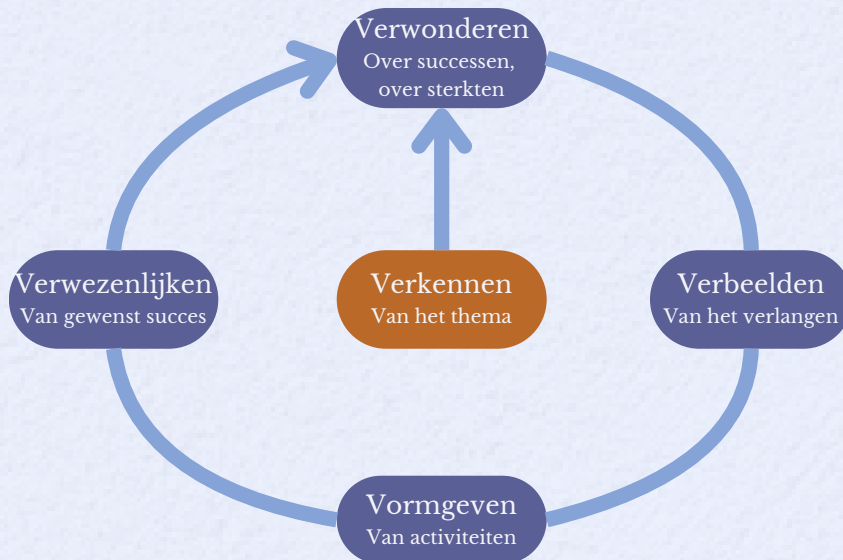 Verwonderen
Over successen,
over sterkten
Verwezenlijken
Van gewenst succes
Verkennen
Van het thema
Verbeelden
Van het verlangen
Vormgeven
Van activiteiten